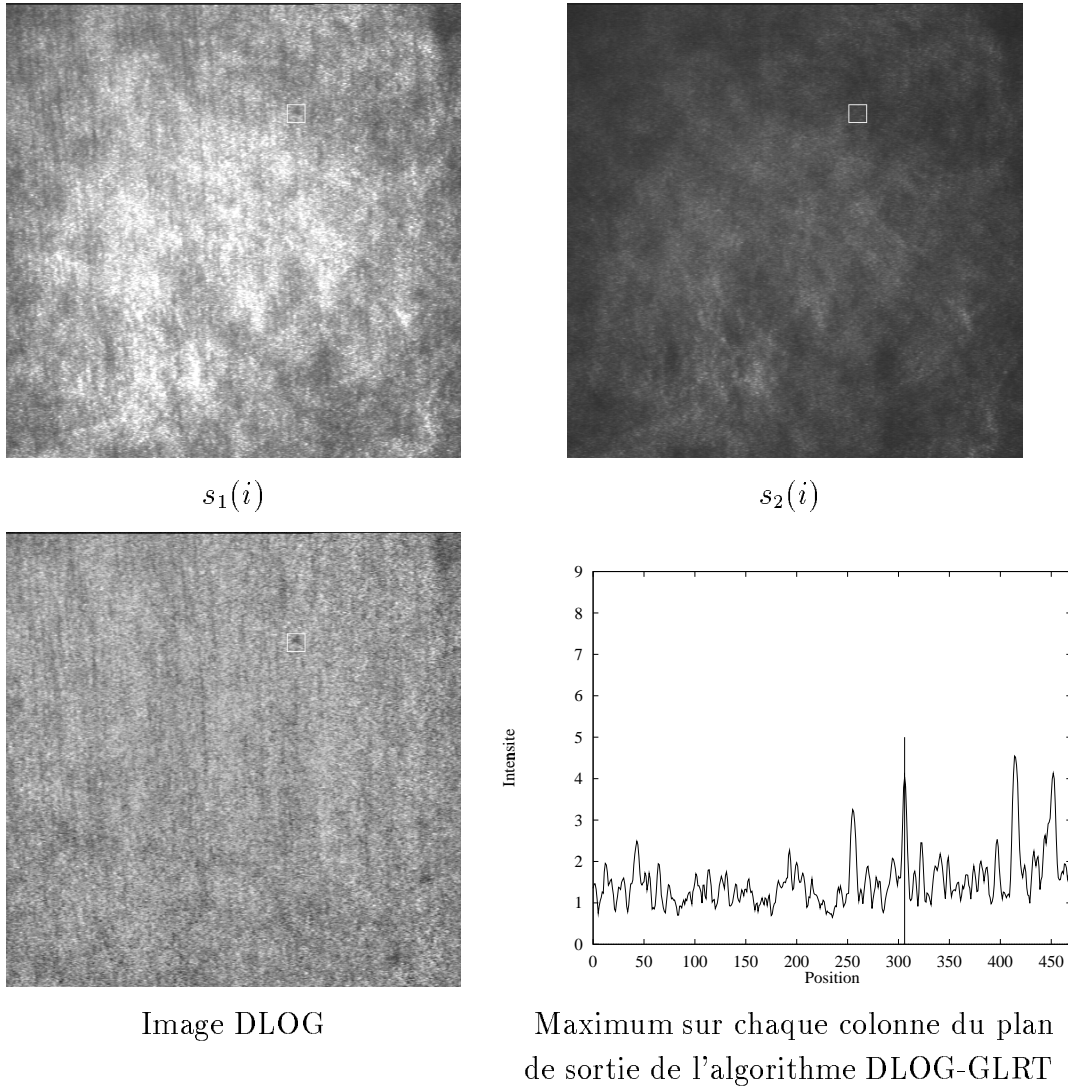 s₁(i)
s₂(i)
Image DLOG
9
8
7
6
5
4
3
2
1
0
Intensite
0 50 100 150 200 250 300 350 400 450
Position
Maximum sur chaque colonne du plan
de sortie de l'algorithme DLOG-GLRT